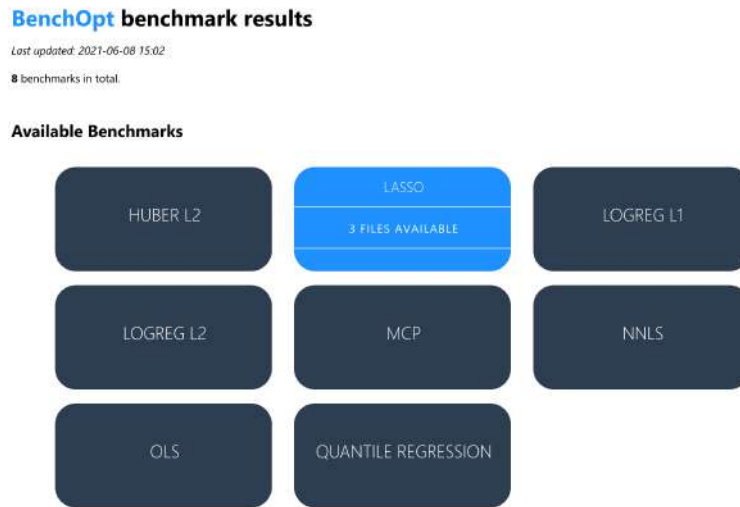 BenchOpt benchmark results
Last updated: 2021-06-08 15:02
8 benchmarks in total.
Available Benchmarks
HUBER L2
LASSO
3 FILES AVAILABLE
LOGREG L1
LOGREG L2
MCP
NNLS
OLS
QUANTILE REGRESSION